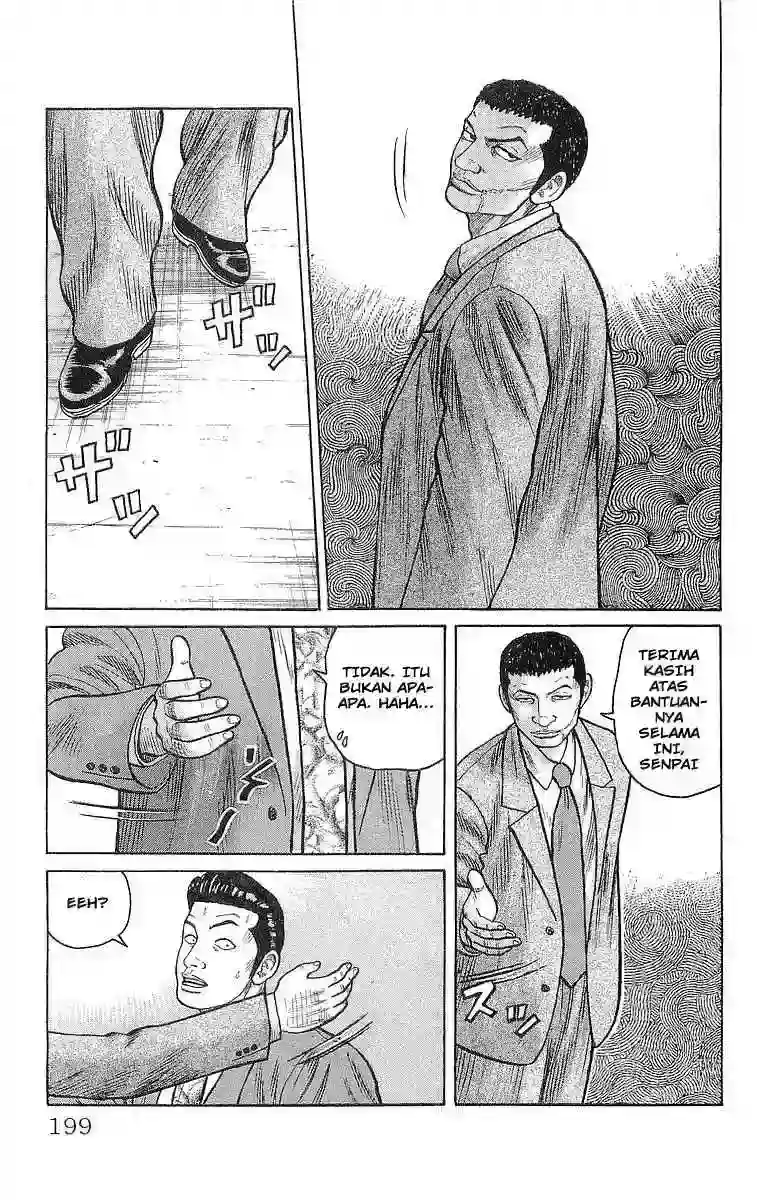 ザッ
ザッ
TERIMA
KASIH
ATAS
BANTUAN-
NYA
SELAMA
INI,
SENPAI
スッ
TIDAK. ITU
BUKAN APA-
APA. HAHA...
EEH?
199